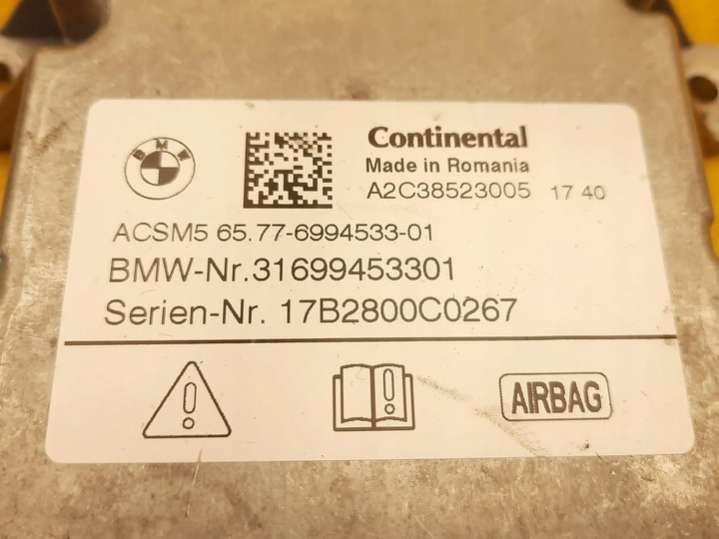 BMW
Continental
Made in Romania
A2C38523005 17 40
ACSM5 65.77-6994533-01
BMW-Nr.31699453301
Serien-Nr. 17B2800C0267
AIRBAG